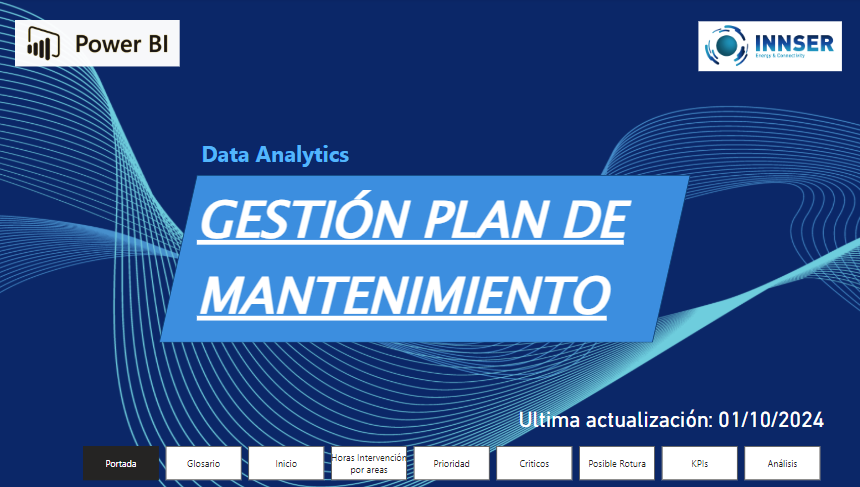 Power BI
INNSER
Energy & Connectivity
Data Analytics
GESTIÓN PLAN DE
MANTENIMIENTO
Ultima actualización: 01/10/2024
Portada
Glosario
Inicio
Horas Intervención
por areas
Prioridad
Criticos
Posible Rotura
KPIs
Análisis